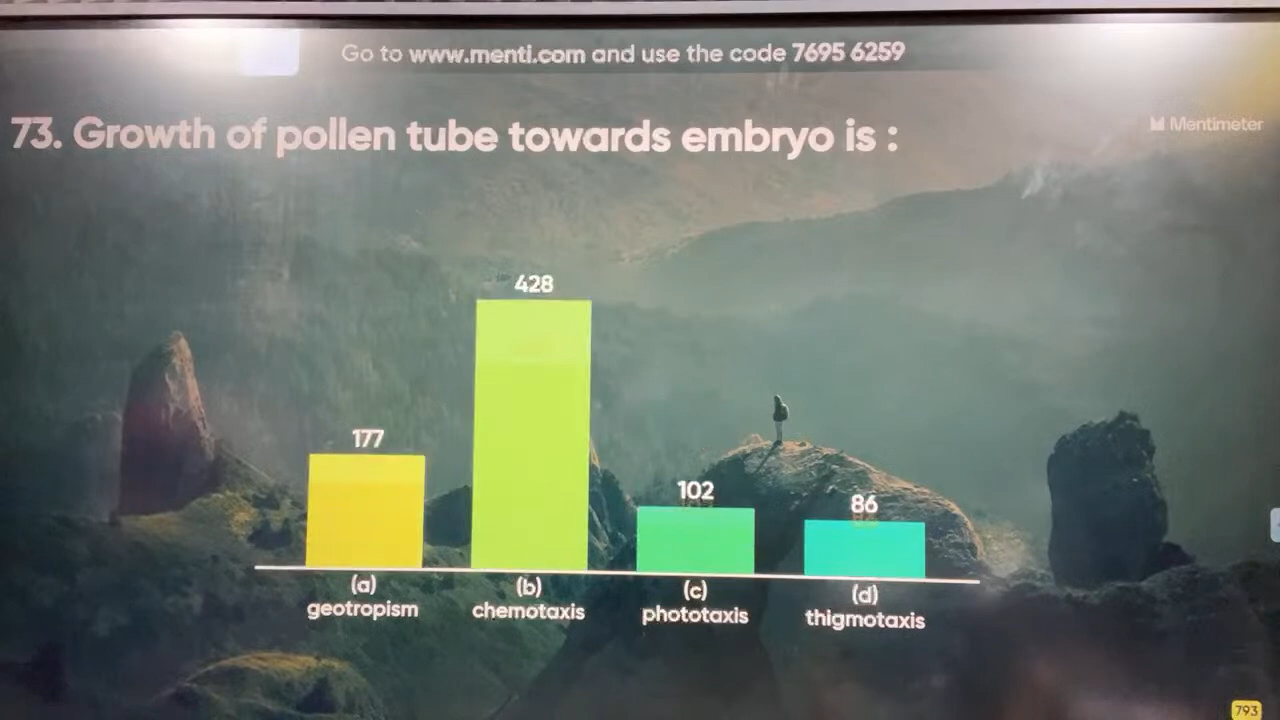 Go to www.menti.com and use the code 7695 6259
73. Growth of pollen tube towards embryo is :
Mentimeter
428
177
102
86
(a)
geotropism
(b)
chemotaxis
(c)
phototaxis
(d)
thigmotaxis
793